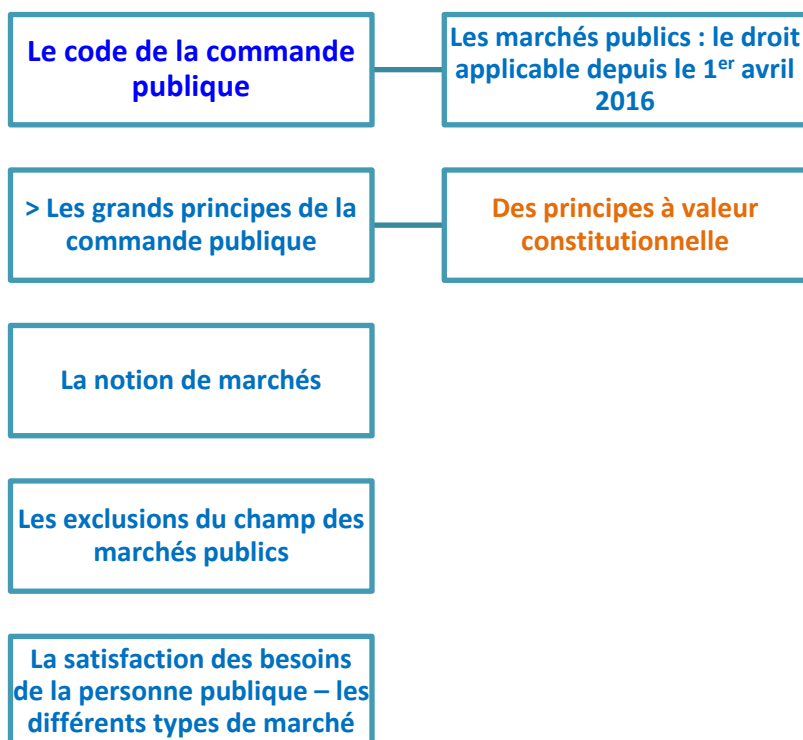 Le code de la commande
publique
Les marchés publics : le droit
applicable depuis le 1er avril
2016
> Les grands principes de la
commande publique
Des principes à valeur
constitutionnelle
La notion de marchés
Les exclusions du champ des
marchés publics
La satisfaction des besoins
de la personne publique – les
différents types de marché